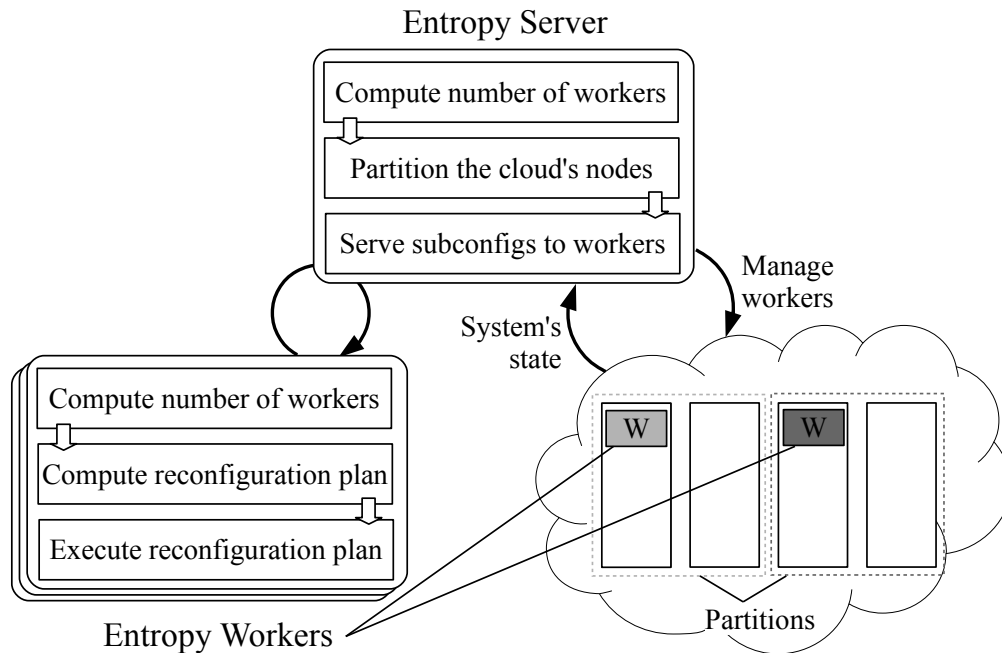 Entropy Server
Compute number of workers
Partition the cloud's nodes
Serve subconfigs to workers
Manage
workers
System's
state
Compute number of workers
Compute reconfiguration plan
Execute reconfiguration plan
W
W
Partitions
Entropy Workers